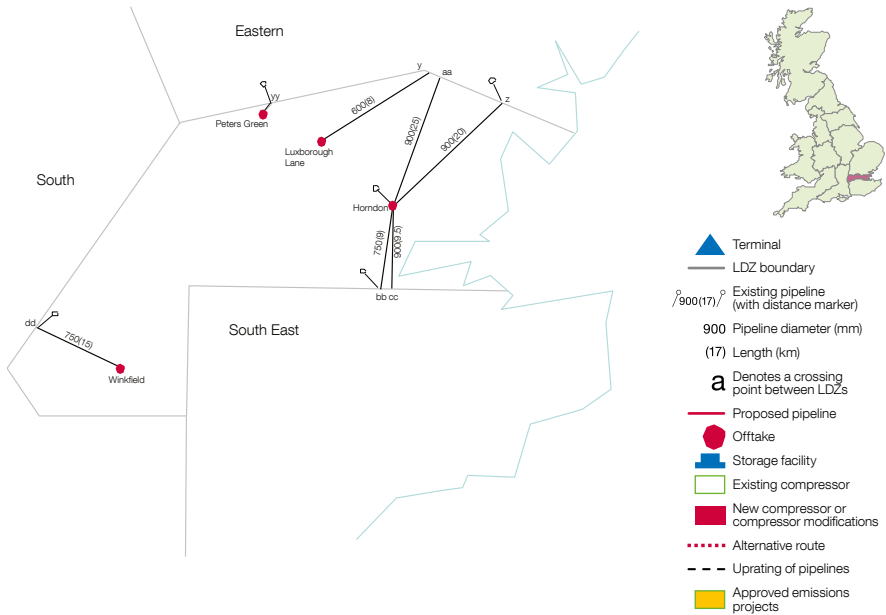 Eastern
y
aa
yy
z
Peters Green
600(8)
Luxborough
Lane
900(25)
900(20)
South
Horndon
750(9)
900(9.5)
bb cc
South East
dd
750(15)
Winkfield
Terminal
LDZ boundary
900(17)
Existing pipeline
(with distance marker)
900 Pipeline diameter (mm)
(17) Length (km)
a Denotes a crossing
point between LDZs
Proposed pipeline
Offtake
Storage facility
Existing compressor
New compressor or
compressor modifications
Alternative route
Uprating of pipelines
Approved emissions
projects